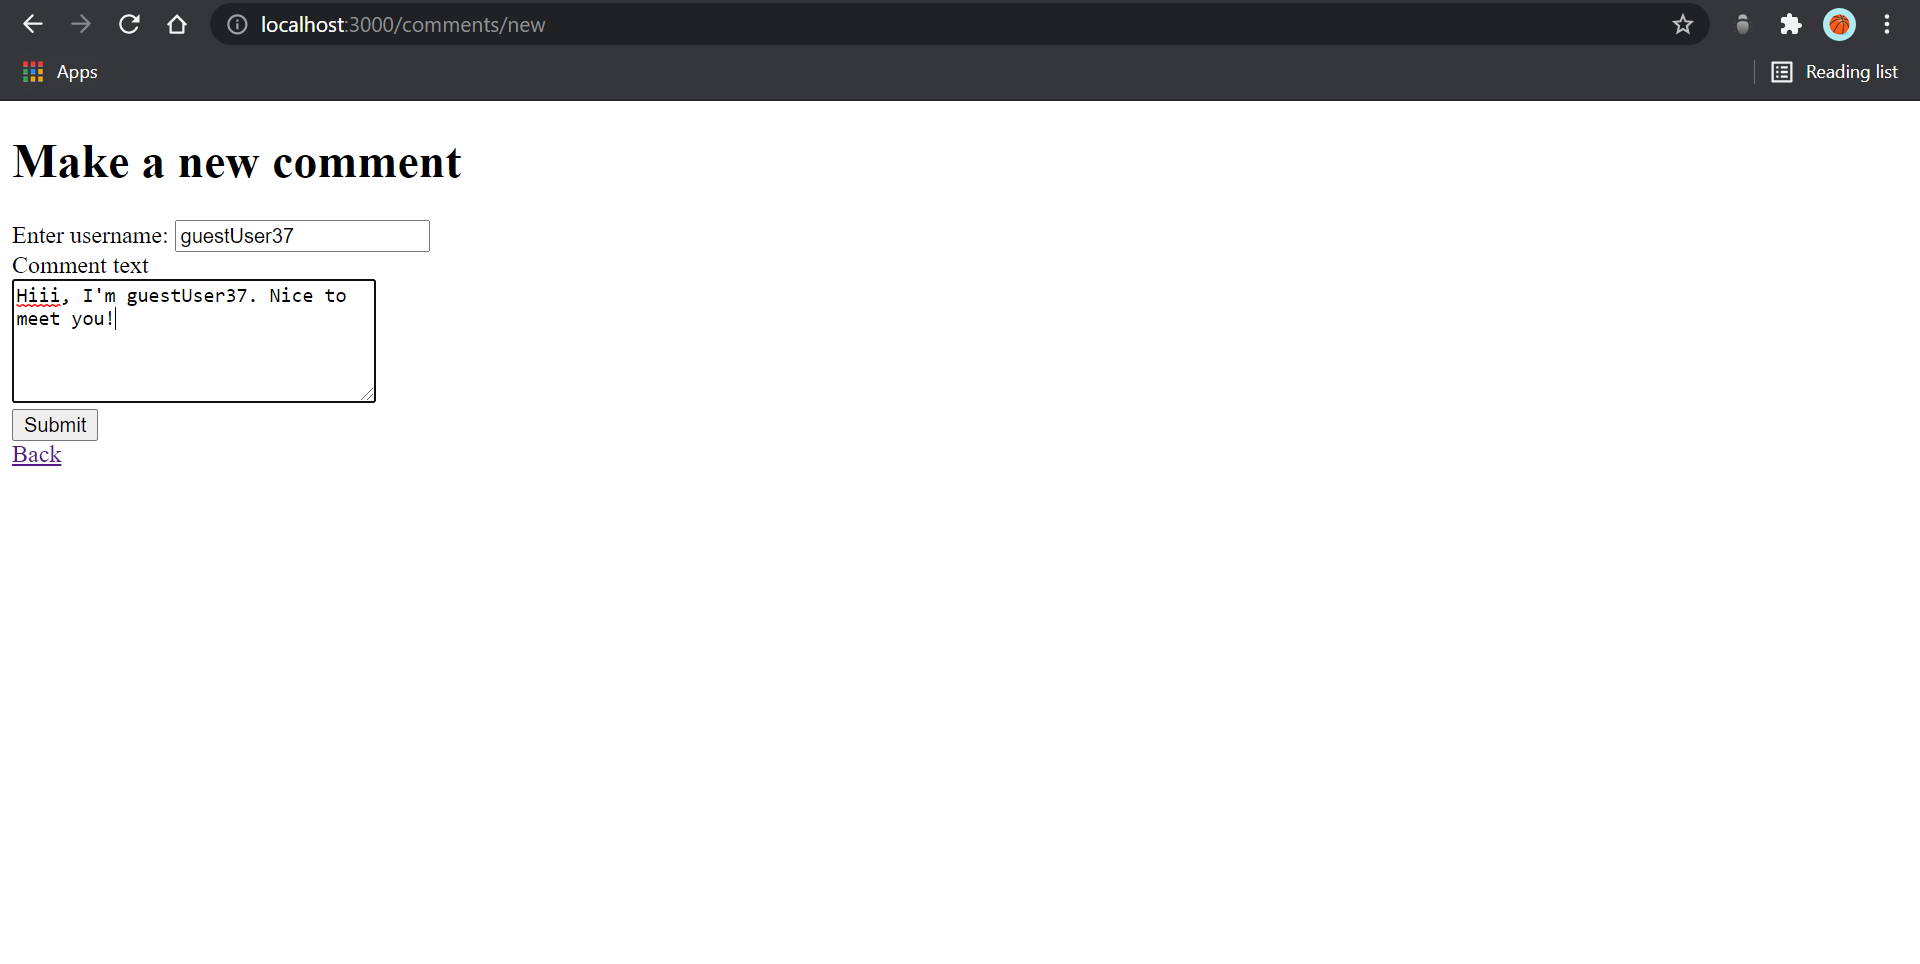 localhost:3000/comments/new
Apps
Reading list
Make a new comment
Enter username: guestUser37
Comment text
Hiii, I'm guestUser37. Nice to
meet you!
Submit
Back